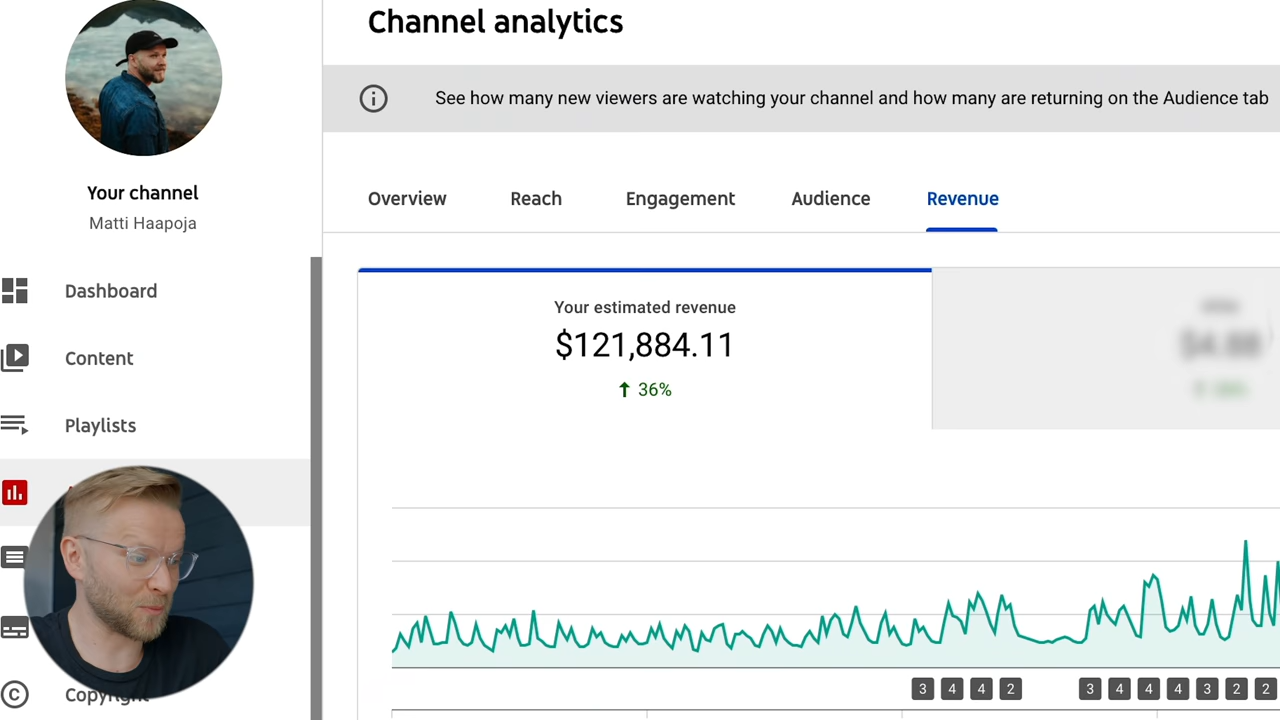 Channel analytics
See how many new viewers are watching your channel and how many are returning on the Audience tab
Your channel
Matti Haapoja
Overview Reach Engagement Audience Revenue
Dashboard
Content
Playlists
Copyright
Your estimated revenue
$121,884.11
36%
3 4 4 2 3 4 4 4 3 2 2